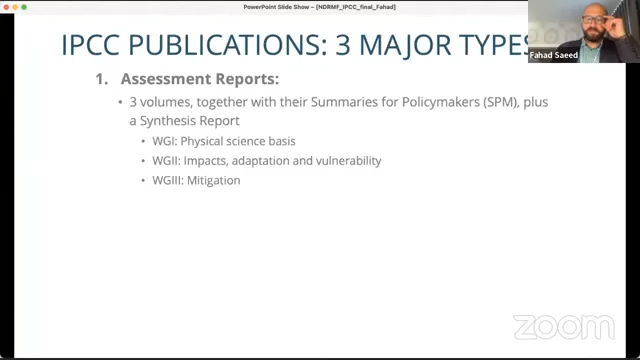 PowerPoint Slide Show – [NDRMF_IPCC_final_Fahad]
IPCC PUBLICATIONS: 3 MAJOR TYPES
Fahad Saeed
1. Assessment Reports:
• 3 volumes, together with their Summaries for Policymakers (SPM), plus
a Synthesis Report
• WGI: Physical science basis
• WGII: Impacts, adaptation and vulnerability
• WGIII: Mitigation
zoom